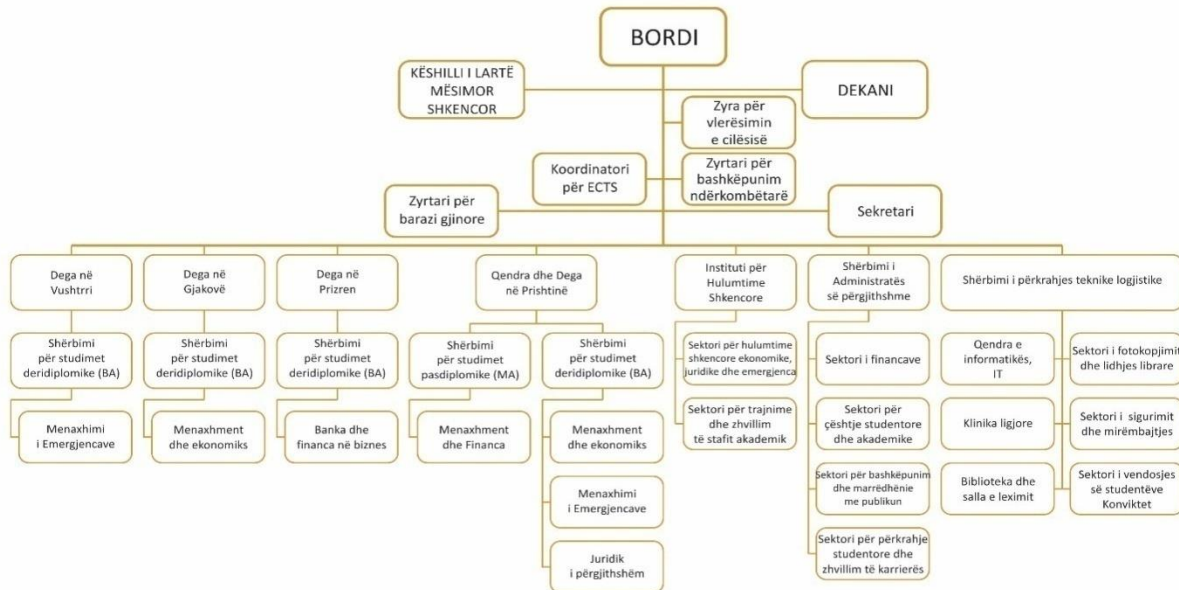 BORDI
KËSHILLI I LARTË
MËSIMOR
SHKENCOR
DEKANI
Zyra për
vlerësimin
e cilësisë
Koordinatori
për ECTS
Zyrtari për
bashkëpunim
ndërkombëtarë
Zyrtari për
barazi gjinore
Sekretari
Dega në
Vushtrri
Dega në
Gjakovë
Dega në
Prizren
Qendra dhe Dega
në Prishtinë
Instituti për
Hulumtime
Shkencore
Shërbimi i
Administratës
së përgjithshme
Shërbimi i përkrahjes teknike logjistike
Shërbimi
për studimet
deridiplomike (BA)
Shërbimi
për studimet
deridiplomike (BA)
Shërbimi
për studimet
deridiplomike (BA)
Shërbimi
për studimet
pasdiplomike (MA)
Shërbimi
për studimet
deridiplomike (BA)
Sektori për hulumtime
shkencore ekonomike,
juridike dhe emergjenca
Sektori i financave
Qendra e
informatikës,
IT
Sektori i fotokopjimit
dhe lidhjes librare
Menaxhimi
i Emergjencave
Menaxhment
dhe ekonomiks
Banka dhe
financa në biznes
Menaxhment
dhe Financa
Menaxhment
dhe ekonomiks
Sektori për trajnime
dhe zhvillim
të stafit akademik
Sektori për
çështje studentore
dhe akademike
Klinika ligjore
Sektori i sigurimit
dhe mirëmbajtjes
Menaxhimi
i Emergjencave
Sektori për bashkëpunim
dhe marrëdhënie
me publikun
Biblioteka dhe
salla e leximit
Sektori i vendosjes
së studentëve
Konviktet
Juridik
i përgjithshëm
Sektori për përkrahje
studentore dhe
zhvillim të karrierës